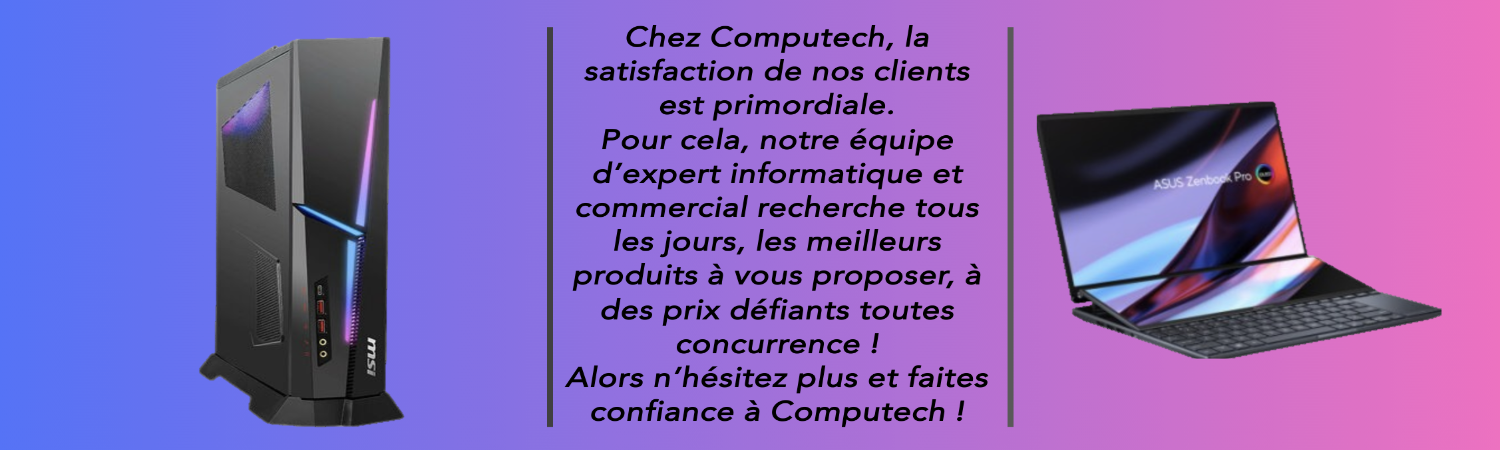 Chez Computech, la
satisfaction de nos clients
est primordiale.
Pour cela, notre équipe
d’expert informatique et
commercial recherche tous
les jours, les meilleurs
produits à vous proposer, à
des prix défiants toutes
concurrence !
Alors n’hésitez plus et faites
confiance à Computech !
msi
ASUS Zenbook Pro